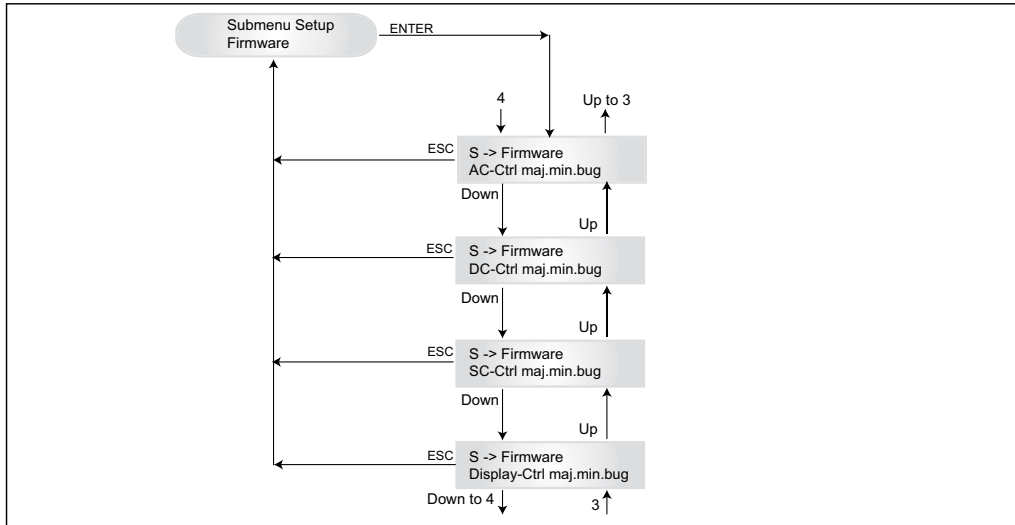 Submenu Setup
Firmware
ENTER
4
Up to 3
ESC
S -> Firmware
AC-Ctrl maj.min.bug
Down
Up
ESC
S -> Firmware
DC-Ctrl maj.min.bug
Down
Up
ESC
S -> Firmware
SC-Ctrl maj.min.bug
Down
Up
ESC
S -> Firmware
Display-Ctrl maj.min.bug
Down to 4
3